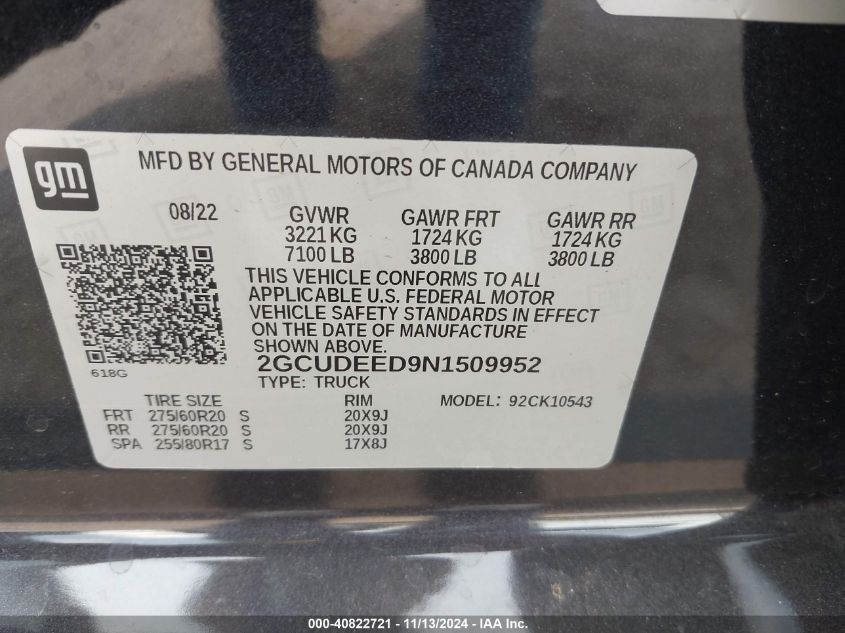 gm
MFD BY GENERAL MOTORS OF CANADA COMPANY
08/22 GVWR GAWR FRT GAWR RR
3221 KG 1724 KG 1724 KG
7100 LB 3800 LB 3800 LB
THIS VEHICLE CONFORMS TO ALL
APPLICABLE U.S. FEDERAL MOTOR
VEHICLE SAFETY STANDARDS IN EFFECT
ON THE DATE OF MANUFACTURE
SHOWN ABOVE.
618G
2GCUDEED9N1509952
TYPE: TRUCK
TIRE SIZE RIM MODEL: 92CK10543
FRT 275/60R20 S 20X9J
RR 275/60R20 S 20X9J
SPA 255/80R17 S 17X8J
000-40822721 - 11/13/2024 - IAA Inc.